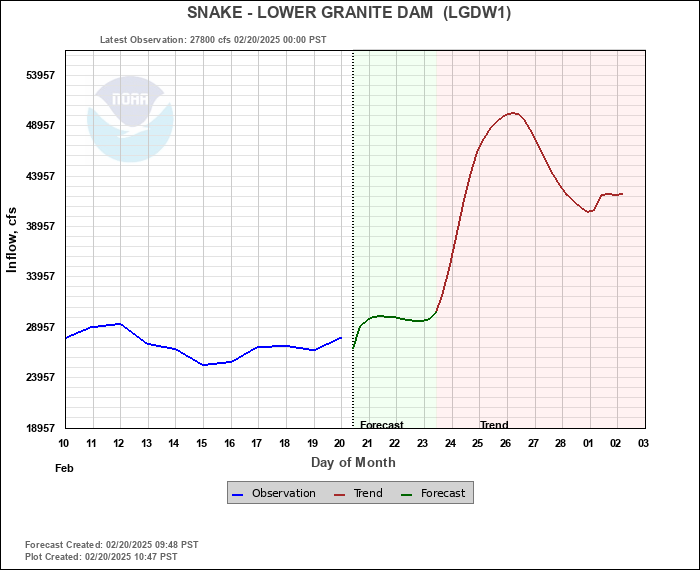 SNAKE - LOWER GRANITE DAM (LGDW1)
Latest Observation: 27800 cfs 02/20/2025 00:00 PST
53957
48957
43957
38957
33957
28957
23957
18957
Inflow, cfs
NOAA
Forecast Trend
10 11 12 13 14 15 16 17 18 19 20 21 22 23 24 25 26 27 28 01 02 03
Feb
Day of Month
Observation Trend Forecast
Forecast Created: 02/20/2025 09:48 PST
Plot Created: 02/20/2025 10:47 PST